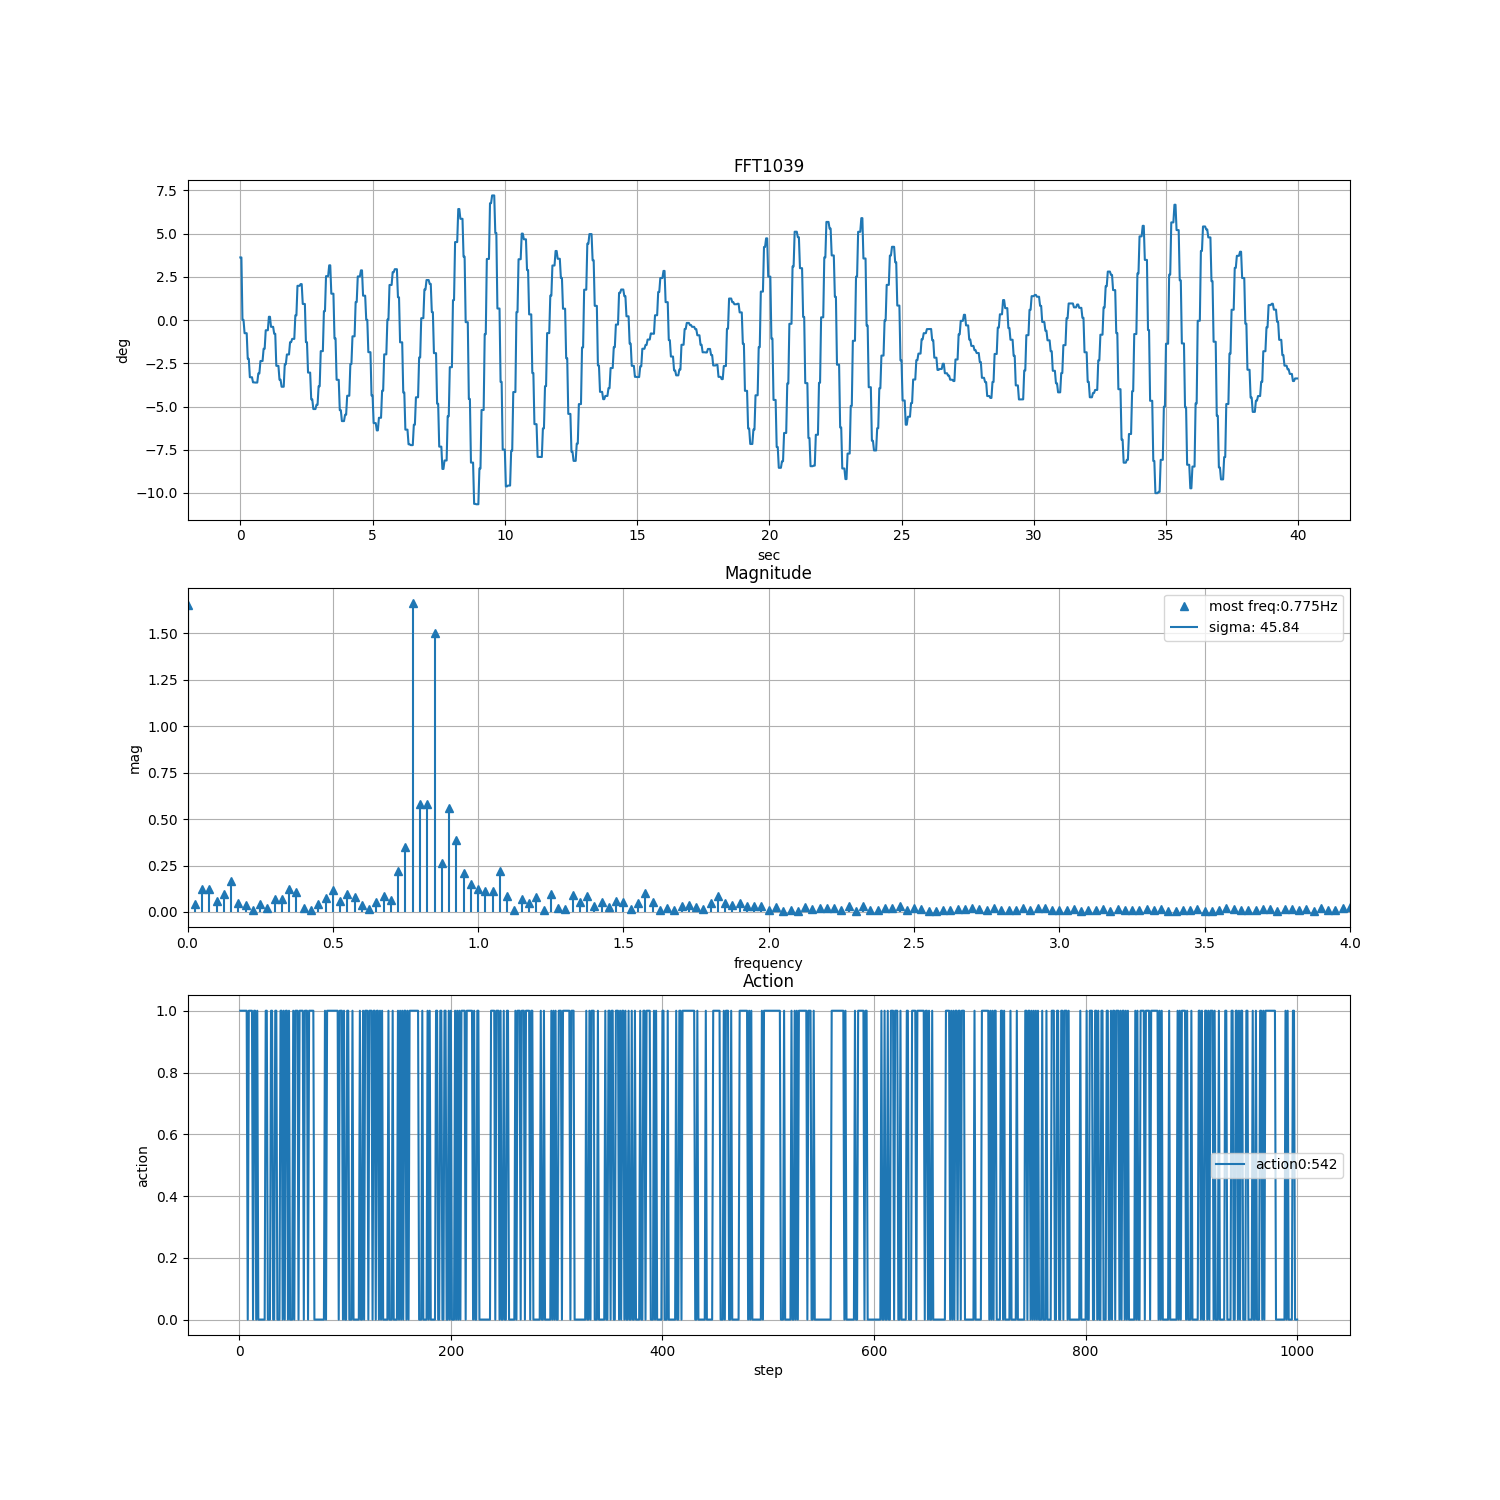 FFT1039
7.5
5.0
2.5
0.0
−2.5
−5.0
−7.5
−10.0
deg
0 5 10 15 20 25 30 35 40
sec
Magnitude
most freq:0.775Hz
sigma: 45.84
1.50
1.25
1.00
0.75
0.50
0.25
0.00
mag
0.0 0.5 1.0 1.5 2.0 2.5 3.0 3.5 4.0
frequency
Action
1.0
0.8
0.6
0.4
0.2
0.0
action
action0:542
0 200 400 600 800 1000
step